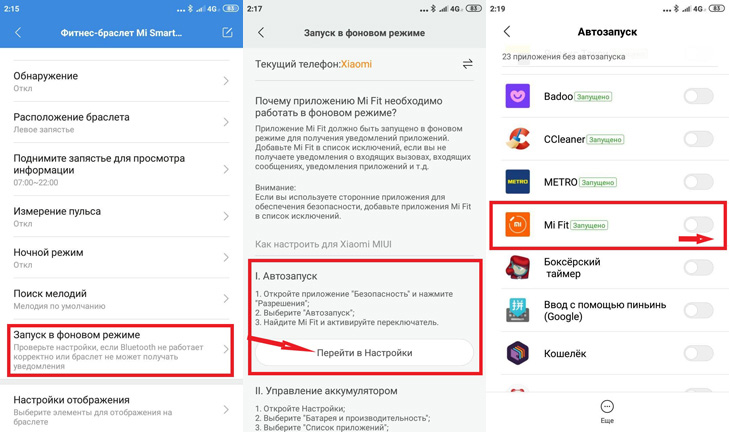 2:15
4G
83
Фитнес-браслет Mi Smart...
Обнаружение
Откл
Расположение браслета
Левое запястье
Поднимите запястье для просмотра
информации
07:00~22:00
Измерение пульса
Откл
Ночной режим
Откл
Поиск мелодий
Мелодия по умолчанию
Запуск в фоновом режиме
Проверьте настройки, если Bluetooth не работает
корректно или браслет не может получать
уведомления
Настройки отображения
Выберите элементы для отображения на
браслете
2:17
4G
83
Запуск в фоновом режиме
Текущий телефон:Xiaomi
Почему приложению Mi Fit необходимо
работать в фоновом режиме?
Приложение Mi Fit должно быть запущено в фоновом
режиме для получения уведомлений приложений.
Добавьте Mi Fit в список исключений, если вы не
получаете уведомления о входящих вызовах, входящих
сообщениях, уведомления приложений и т.д.
Внимание:
Если вы используете сторонние приложения для
обеспечения безопасности, добавьте приложения Mi Fit
в список исключений.
Как настроить для Xiaomi MIUI
I. Автозапуск
1. Откройте приложение "Безопасность" и нажмите
"Разрешения";
2. Выберите "Автозапуск";
3. Найдите Mi Fit и активируйте переключатель.
Перейти в Настройки
II. Управление аккумулятором
1. Откройте Настройки;
2. Выберите "Батарея и производительность";
3. Выберите "Список приложений";
2:19
4G
83
Автозапуск
23 приложения без автозапуска
Badoo Запущено
CCleaner Запущено
METRO METRO Запущено
Mi Fit Запущено
Боксёрский
таймер
Ввод с помощью пиньинь
(Google)
Кошелёк
Еще